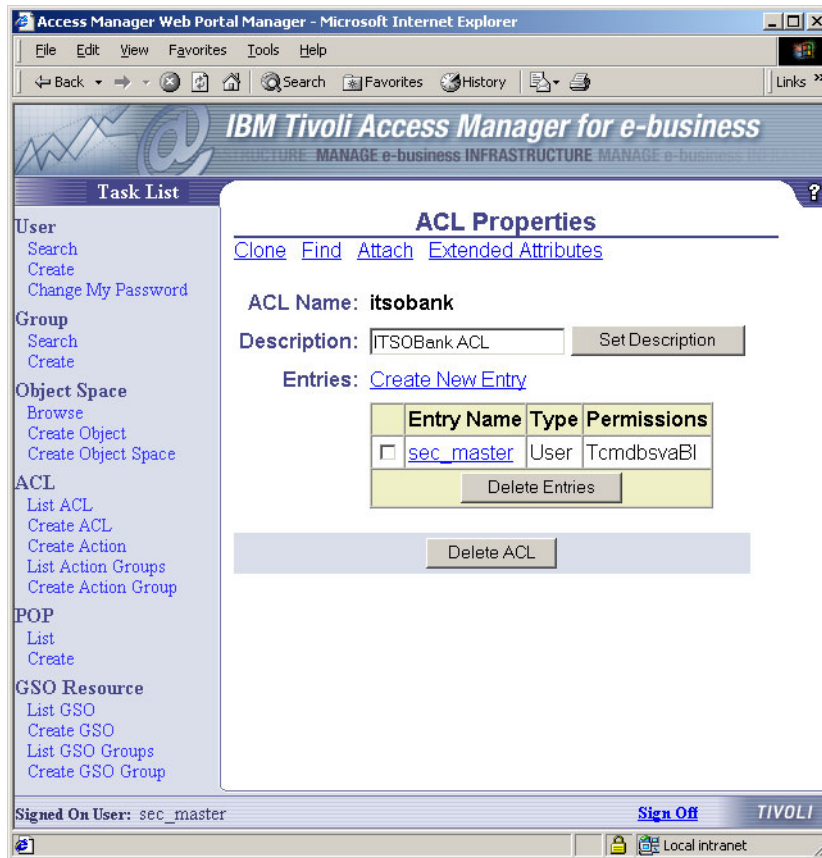 Access Manager Web Portal Manager - Microsoft Internet Explorer
File Edit View Favorites Tools Help
Back Search Favorites History Links »
IBM Tivoli Access Manager for e-business
MANAGE e-business INFRASTRUCTURE MANAGE e-business
Task List
?
User
Search
Create
Change My Password
Group
Search
Create
Object Space
Browse
Create Object
Create Object Space
ACL
List ACL
Create ACL
Create Action
List Action Groups
Create Action Group
POP
List
Create
GSO Resource
List GSO
Create GSO
List GSO Groups
Create GSO Group
ACL Properties
Clone Find Attach Extended Attributes
ACL Name: itsobank
Description: ITSOBank ACL Set Description
Entries: Create New Entry
Entry Name Type Permissions
sec_master User TcmdbsvaBl
Delete Entries
Delete ACL
Signed On User: sec_master Sign Off TIVOLI
Local intranet